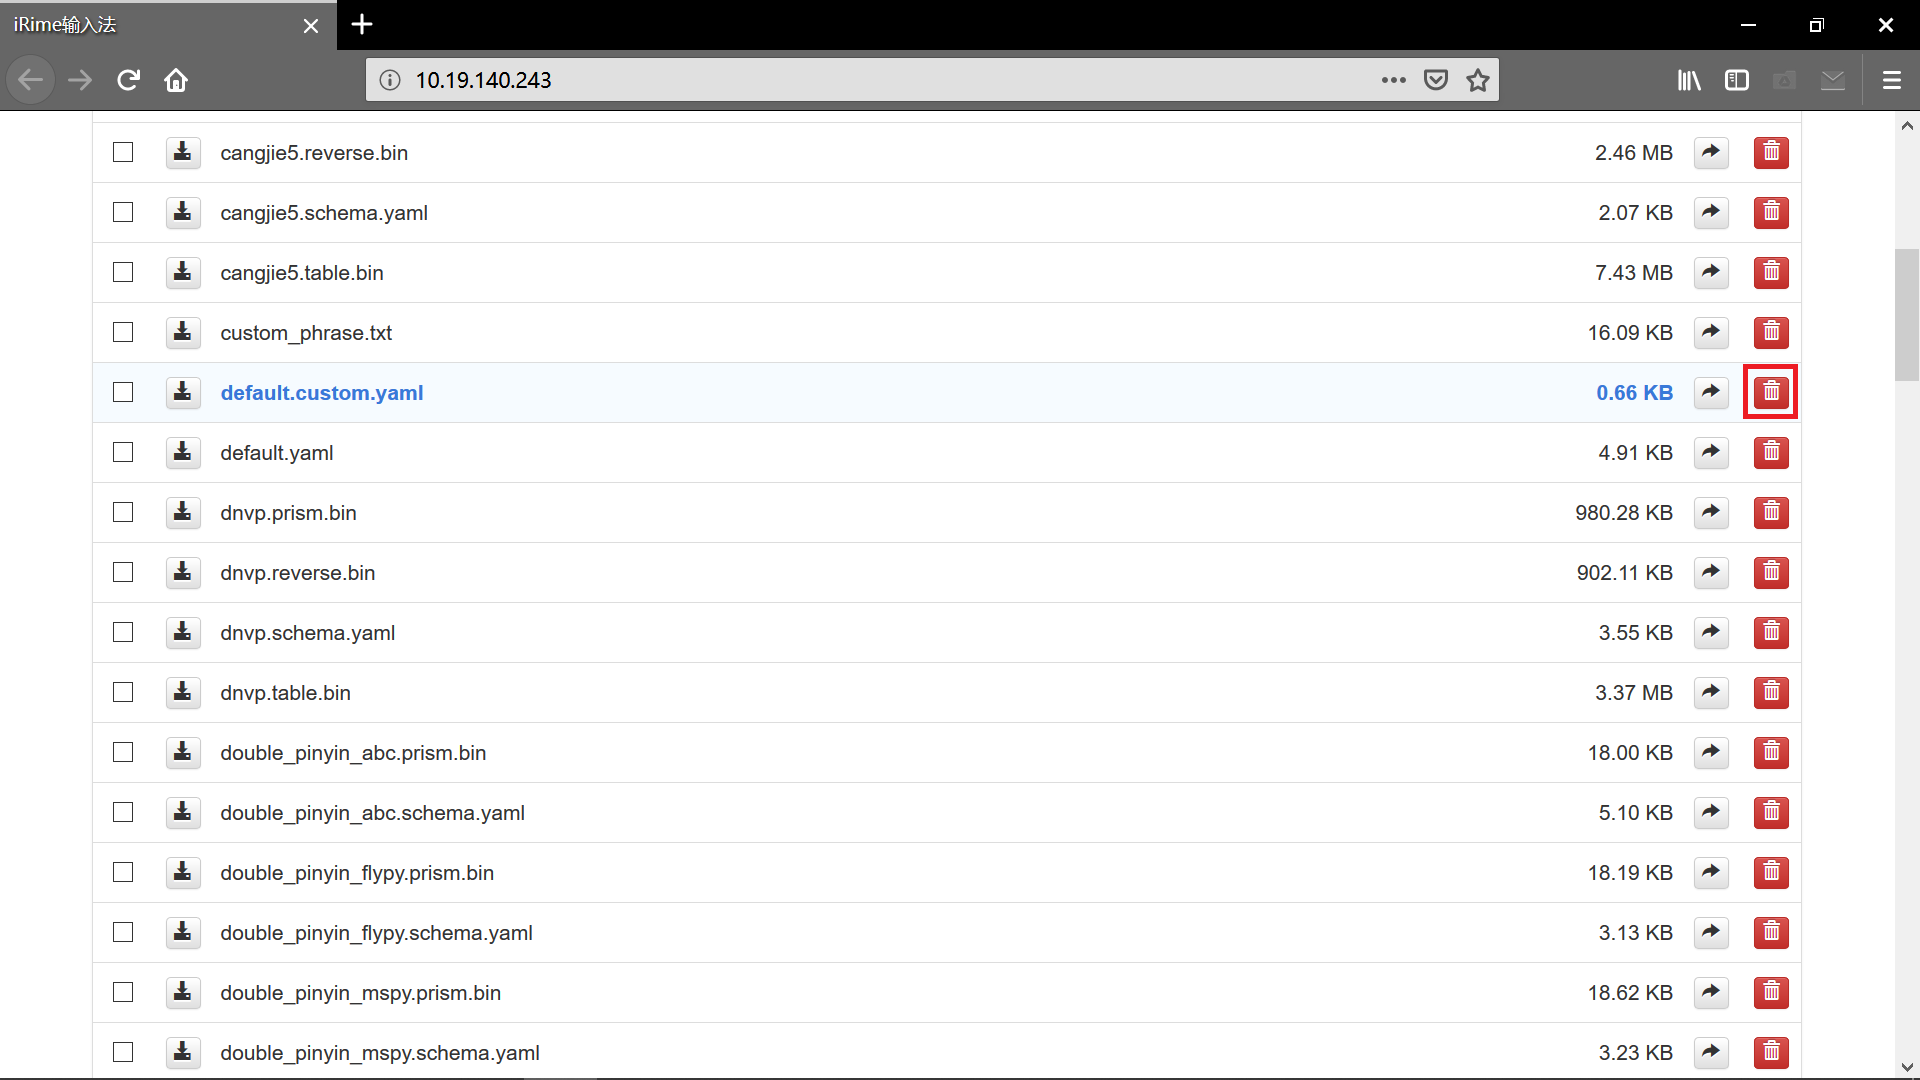 iRime输入法
10.19.140.243
cangjie5.reverse.bin 2.46 MB
cangjie5.schema.yaml 2.07 KB
cangjie5.table.bin 7.43 MB
custom_phrase.txt 16.09 KB
default.custom.yaml 0.66 KB
default.yaml 4.91 KB
dnvp.prism.bin 980.28 KB
dnvp.reverse.bin 902.11 KB
dnvp.schema.yaml 3.55 KB
dnvp.table.bin 3.37 MB
double_pinyin_abc.prism.bin 18.00 KB
double_pinyin_abc.schema.yaml 5.10 KB
double_pinyin_flypy.prism.bin 18.19 KB
double_pinyin_flypy.schema.yaml 3.13 KB
double_pinyin_mspy.prism.bin 18.62 KB
double_pinyin_mspy.schema.yaml 3.23 KB